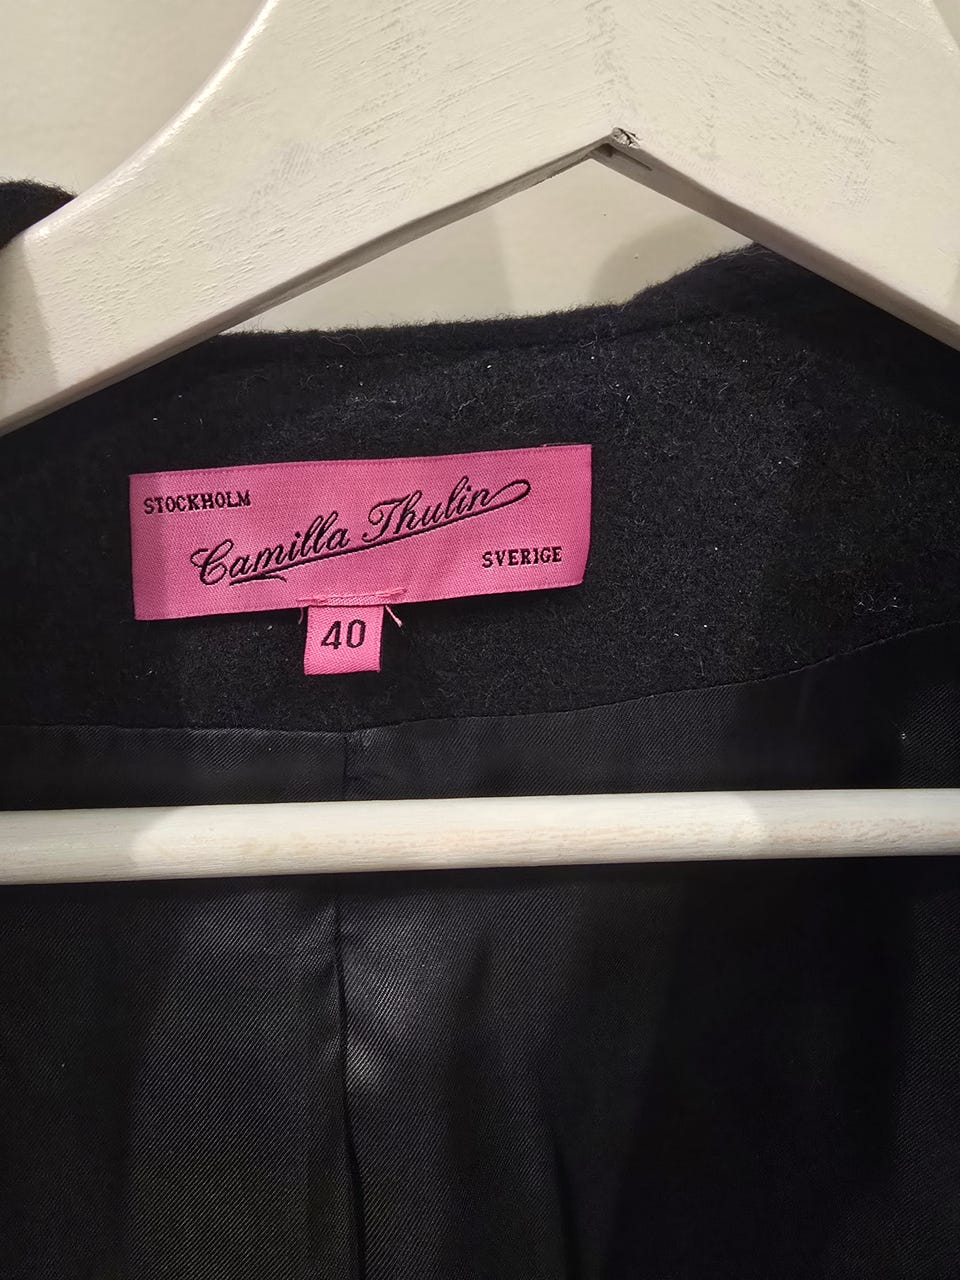 STOCKHOLM
Camilla Thulin
SVERIGE
40